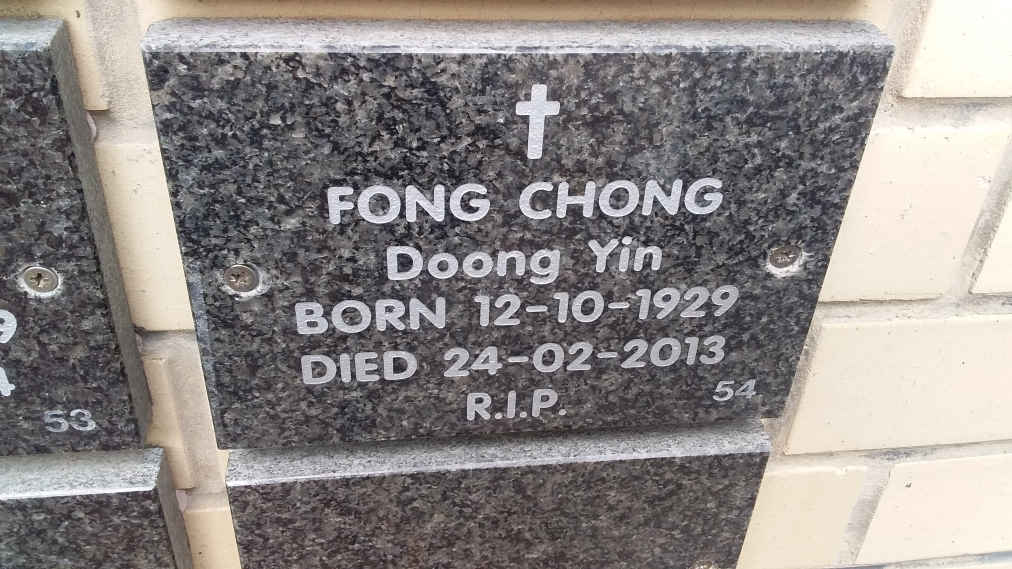 FONG CHONG
Doong Yin
BORN 12-10-1929
DIED 24-02-2013
R.I.P.
54
53